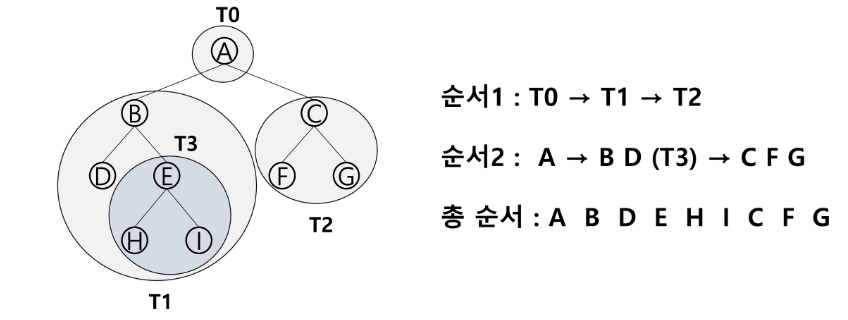 T0
A
B
C
T3
D
E
F
G
H
I
T2
T1
순서1 : T0 → T1 → T2
순서2 : A → B D (T3) → C F G
총 순서 : A B D E H I C F G